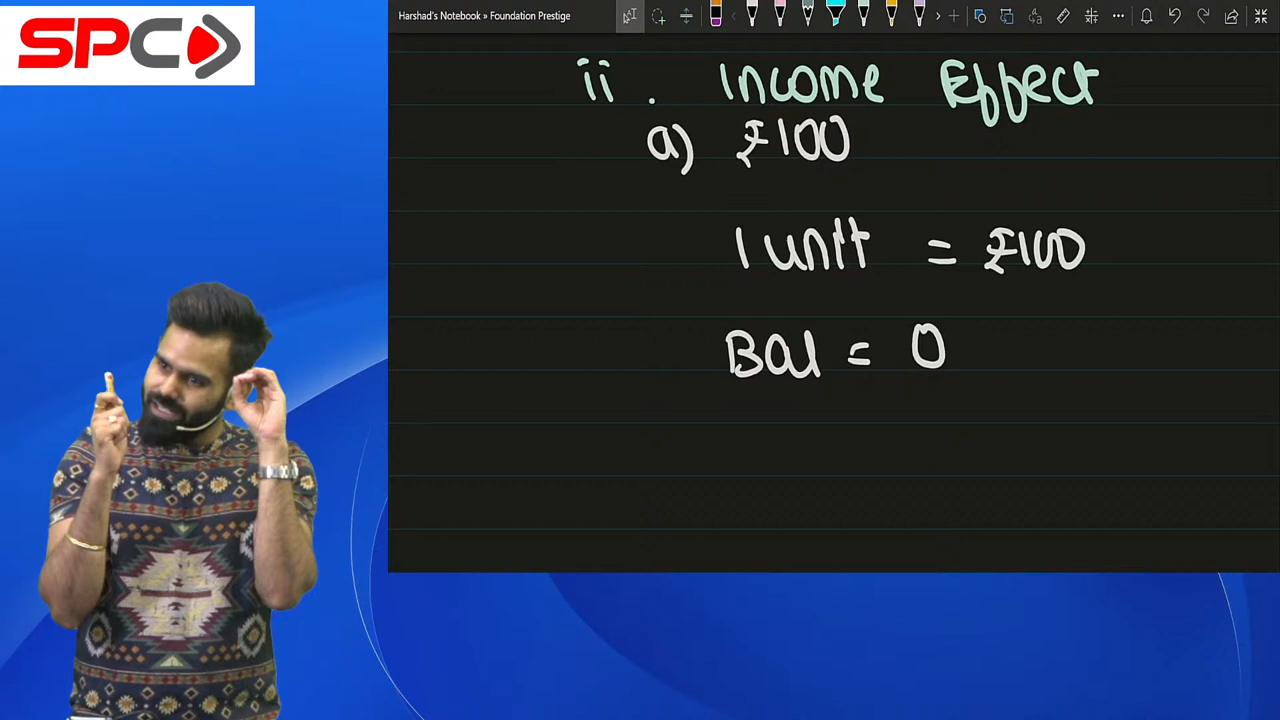 SPC
Harshad's Notebook » Foundation Prestige
ii. Income Effect
a) ₹100
1 unit = ₹100
Bal = 0